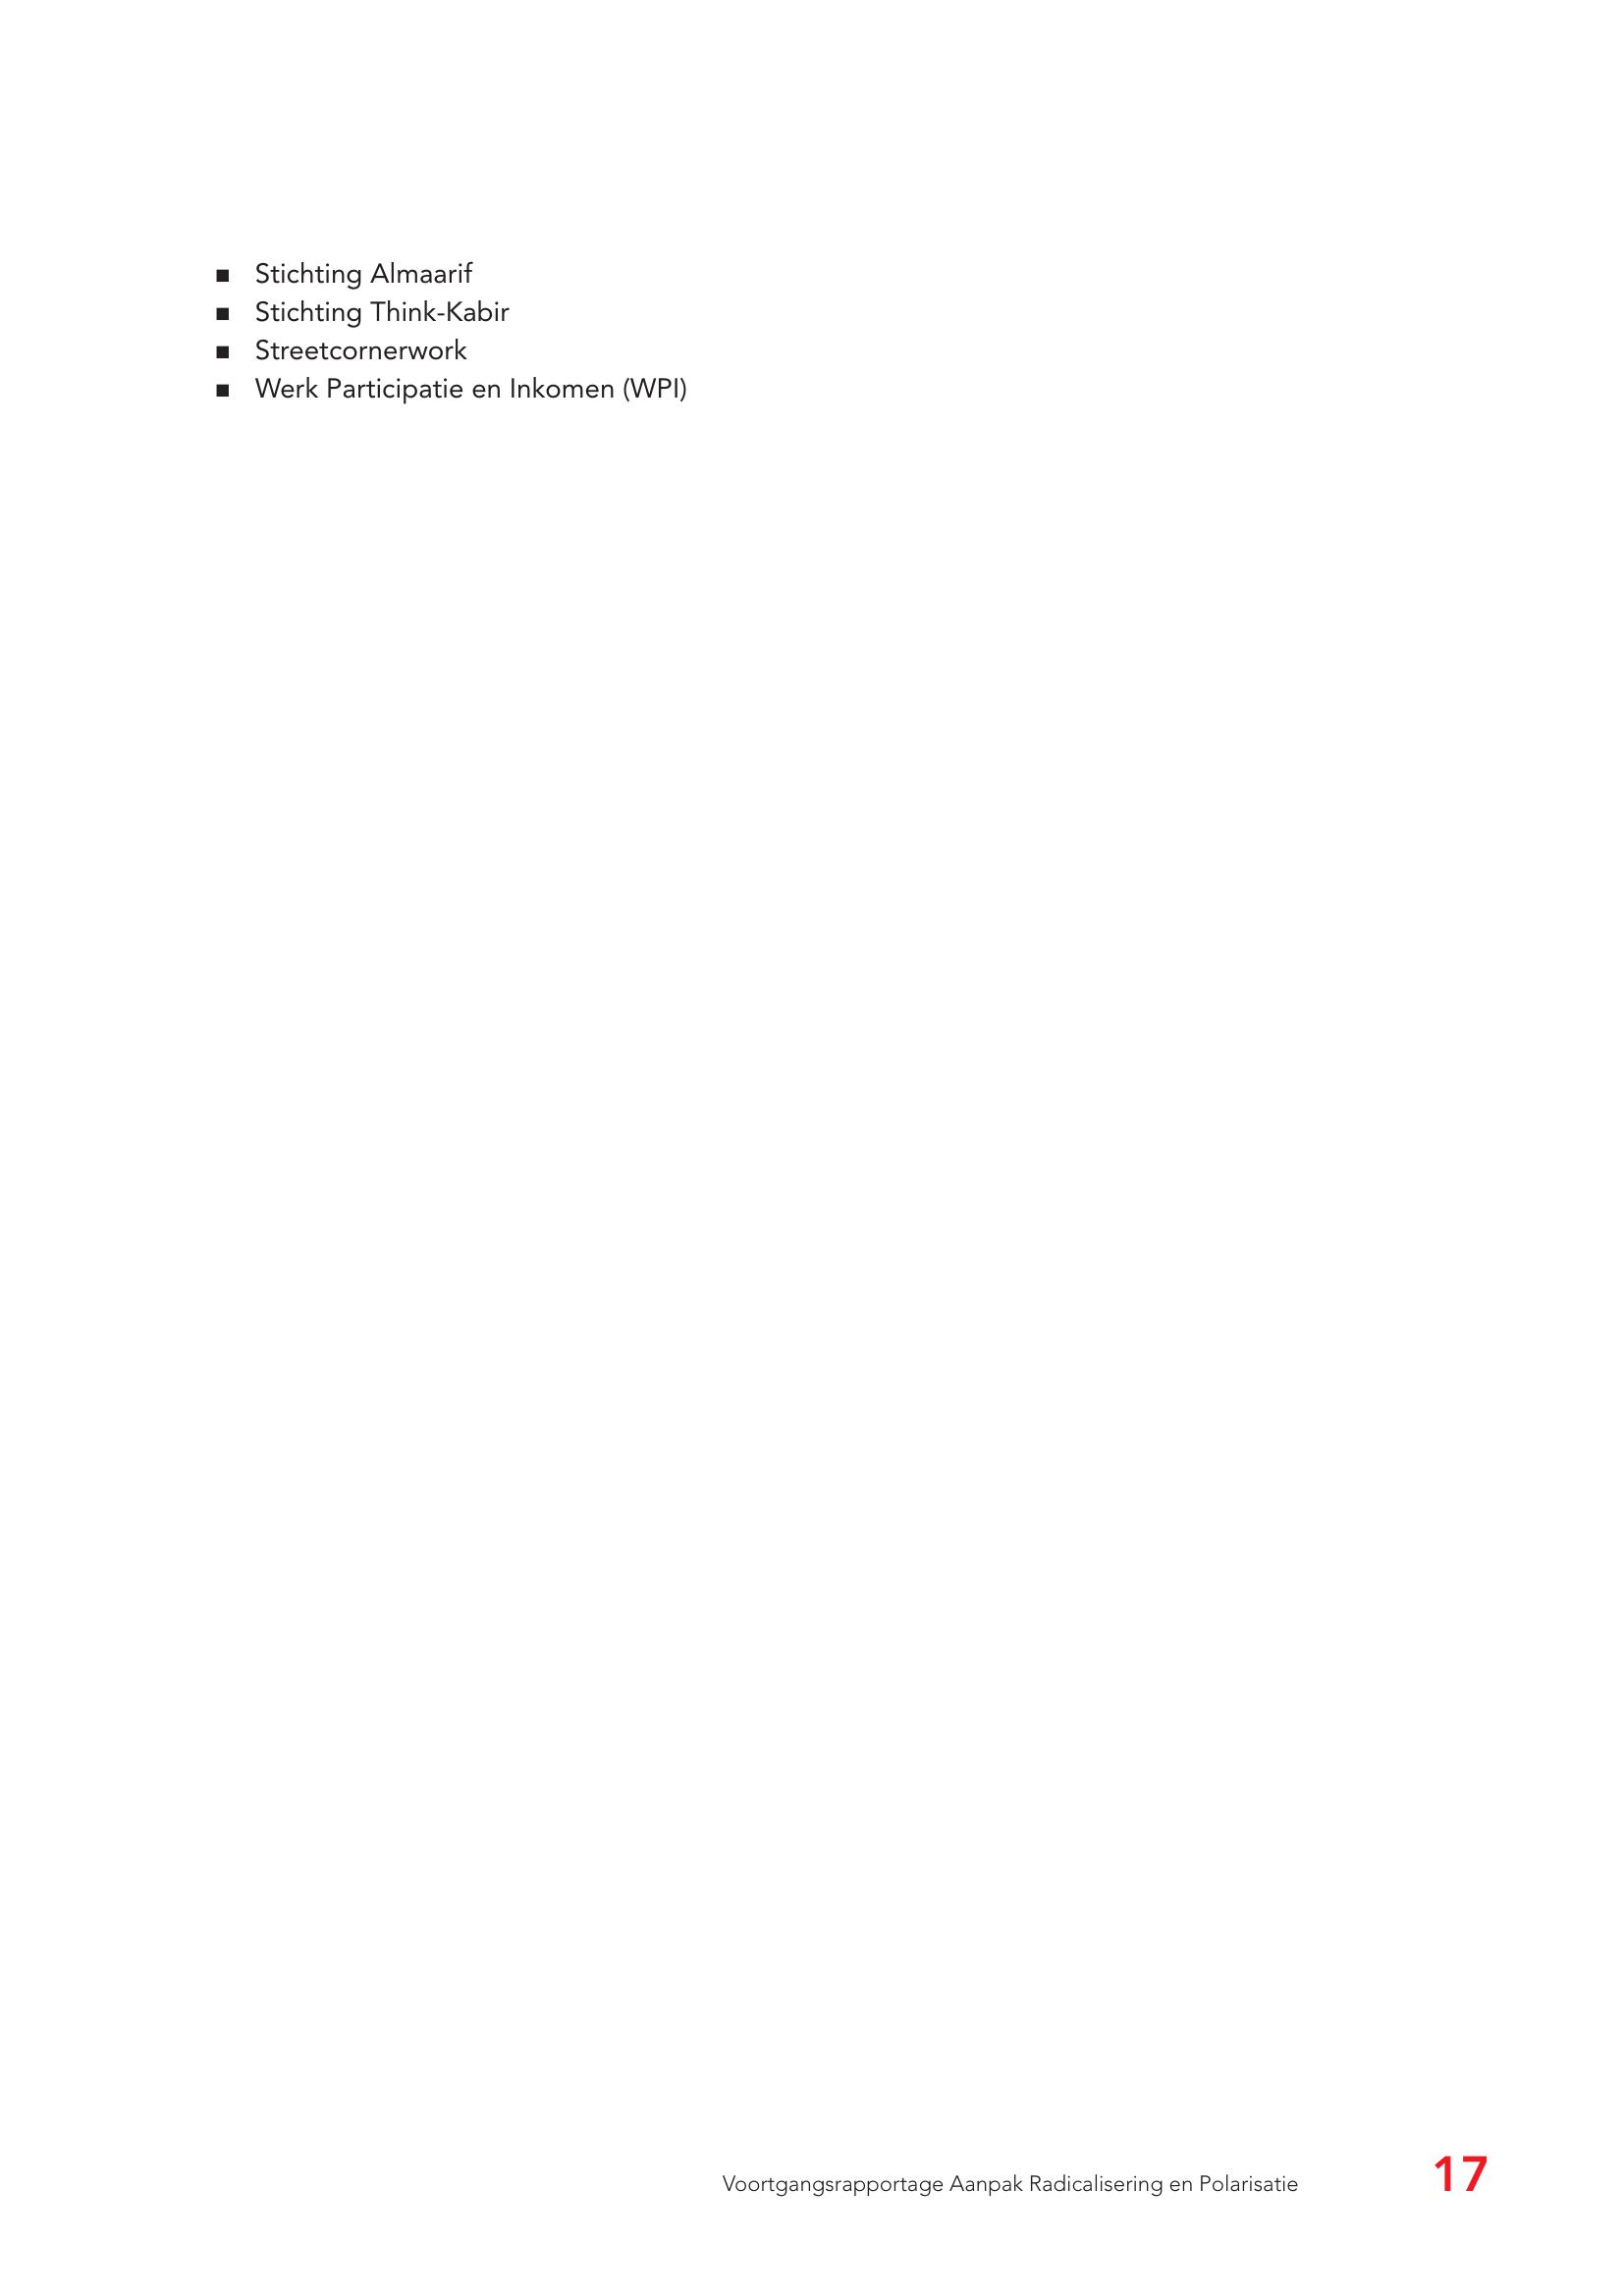 ■ Stichting Almaarif
■ Stichting Think-Kabir
■ Streetcornerwork
■ Werk Participatie en Inkomen (WPI)
Voortgangsrapportage Aanpak Radicalisering en Polarisatie 17